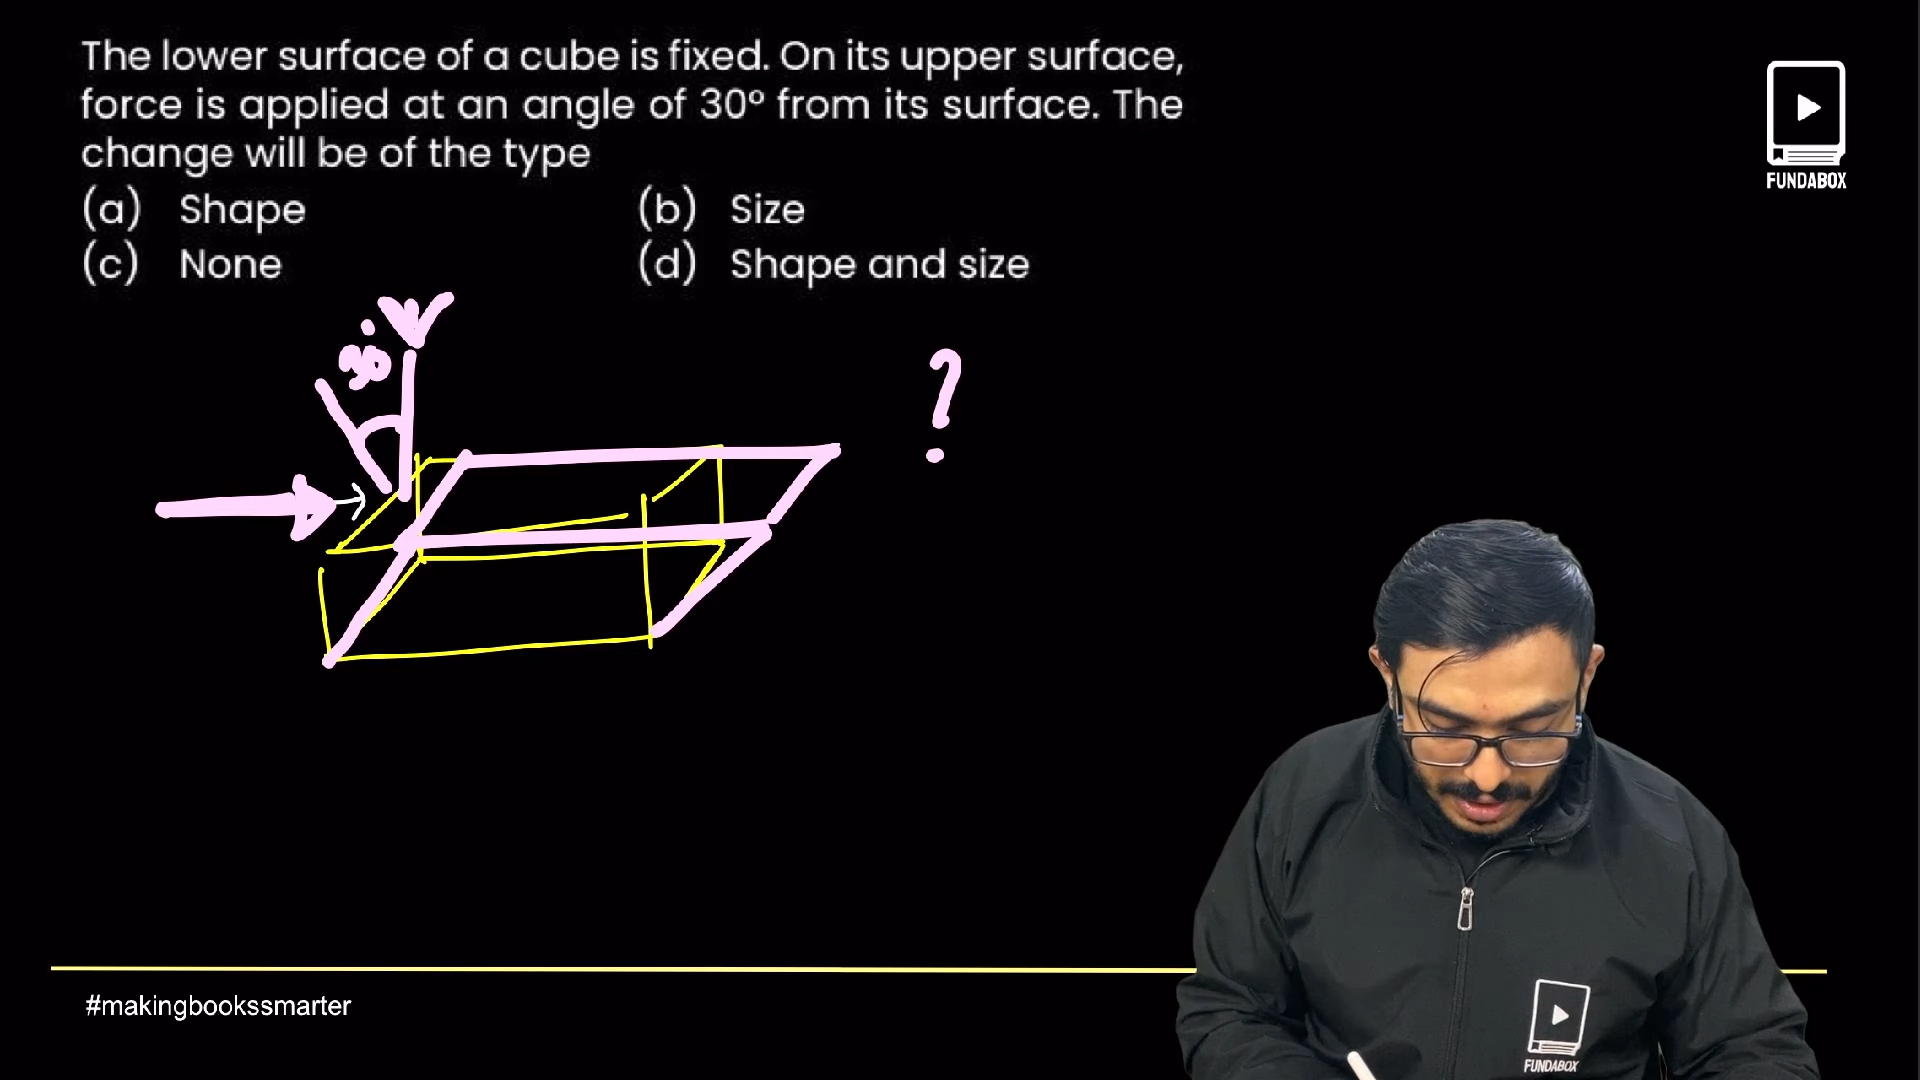 The lower surface of a cube is fixed. On its upper surface,
force is applied at an angle of 30° from its surface. The
change will be of the type
(a) Shape (b) Size
(c) None (d) Shape and size
30°
?
FUNDABOX
#makingbookssmarter
FUNDABOX